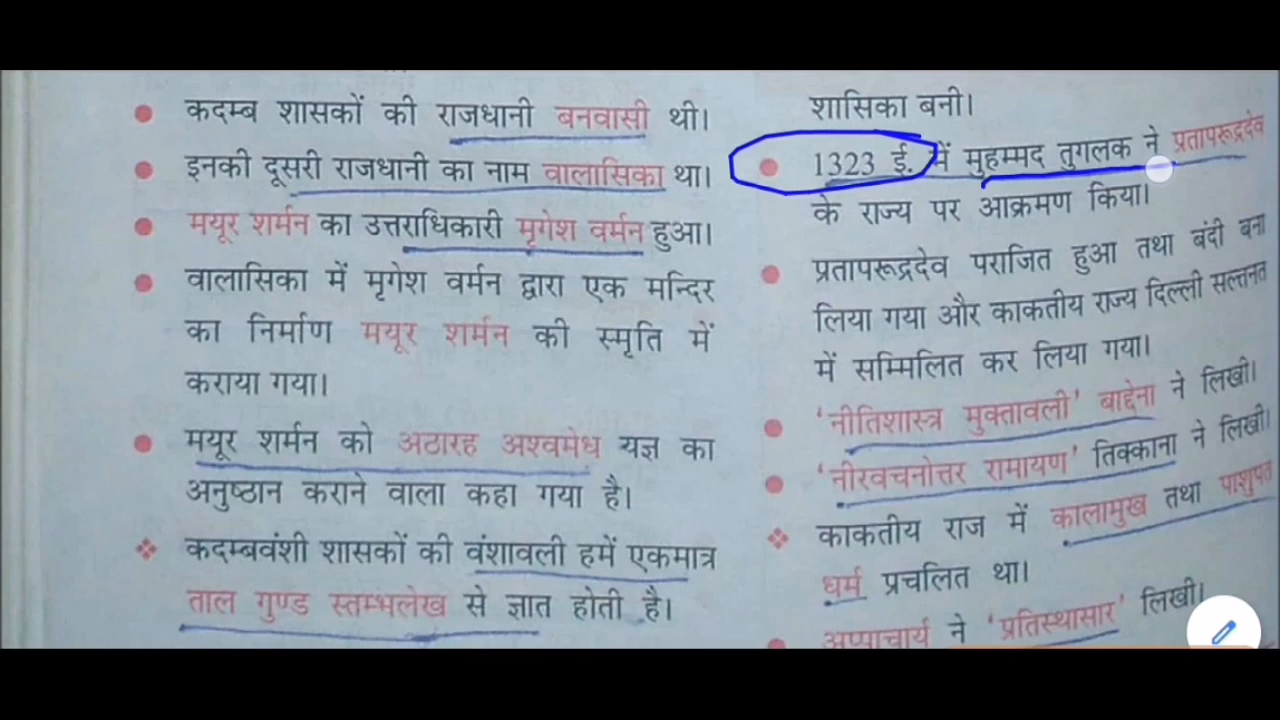 कदम्ब शासकों की राजधानी बनवासी थी।
इनकी दूसरी राजधानी का नाम वालासिका था।
मयूर शर्मन का उत्तराधिकारी मृगेश वर्मन हुआ।
वालासिका में मृगेश वर्मन द्वारा एक मन्दिर
का निर्माण मयूर शर्मन की स्मृति में
कराया गया।
मयूर शर्मन को अठारह अश्वमेध यज्ञ का
अनुष्ठान कराने वाला कहा गया है।
कदम्बवंशी शासकों की वंशावली हमें एकमात्र
ताल गुण्ड स्तम्भलेख से ज्ञात होती है।
शासिका बनी।
1323 ई. में मुहम्मद तुगलक ने प्रतापरूद्रदेव
के राज्य पर आक्रमण किया।
प्रतापरूद्रदेव पराजित हुआ तथा बंदी बना
लिया गया और काकतीय राज्य दिल्ली सल्तनत
में सम्मिलित कर लिया गया।
'नीतिशास्त्र मुक्तावली' बाद्देना ने लिखी।
'नीरवचनोत्तर रामायण' तिक्काना ने लिखी।
काकतीय राज में कालामुख तथा पाशुपत
धर्म प्रचलित था।
अप्पाचार्य ने 'प्रतिस्थासार' लिखी।